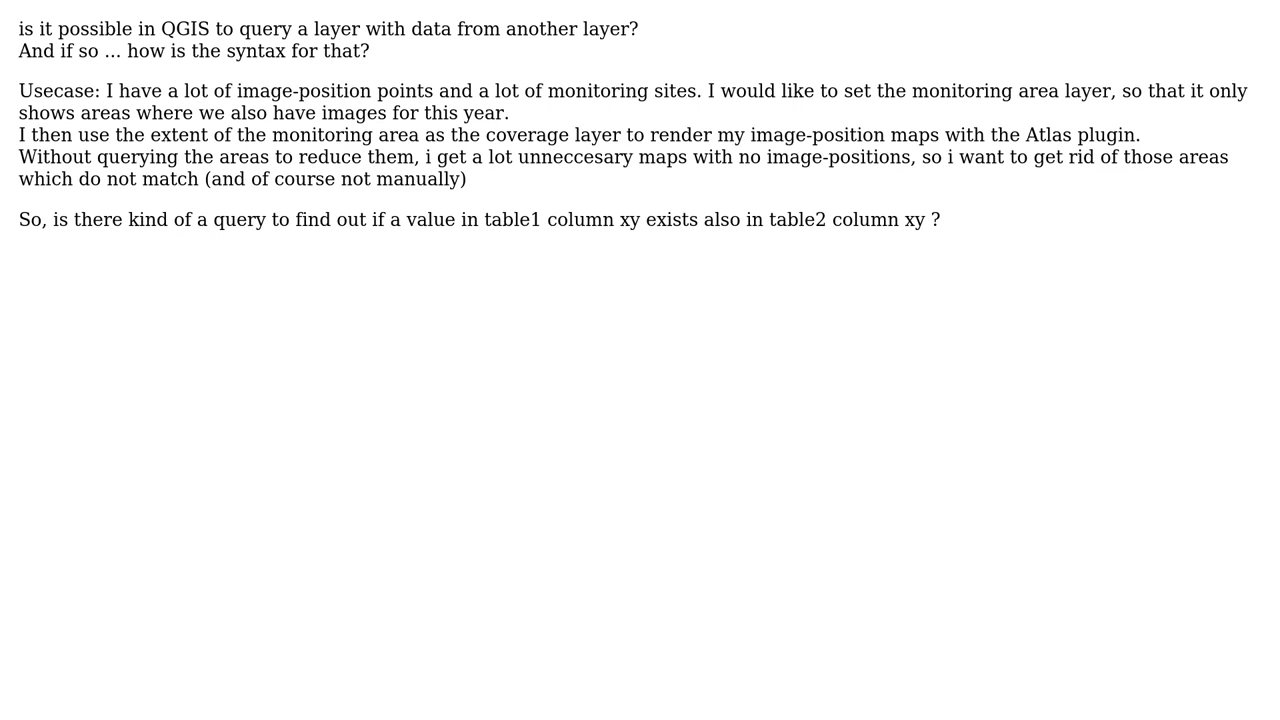 is it possible in QGIS to query a layer with data from another layer?
And if so ... how is the syntax for that?
Usecase: I have a lot of image-position points and a lot of monitoring sites. I would like to set the monitoring area layer, so that it only
shows areas where we also have images for this year.
I then use the extent of the monitoring area as the coverage layer to render my image-position maps with the Atlas plugin.
Without querying the areas to reduce them, i get a lot unneccesary maps with no image-positions, so i want to get rid of those areas
which do not match (and of course not manually)
So, is there kind of a query to find out if a value in table1 column xy exists also in table2 column xy ?